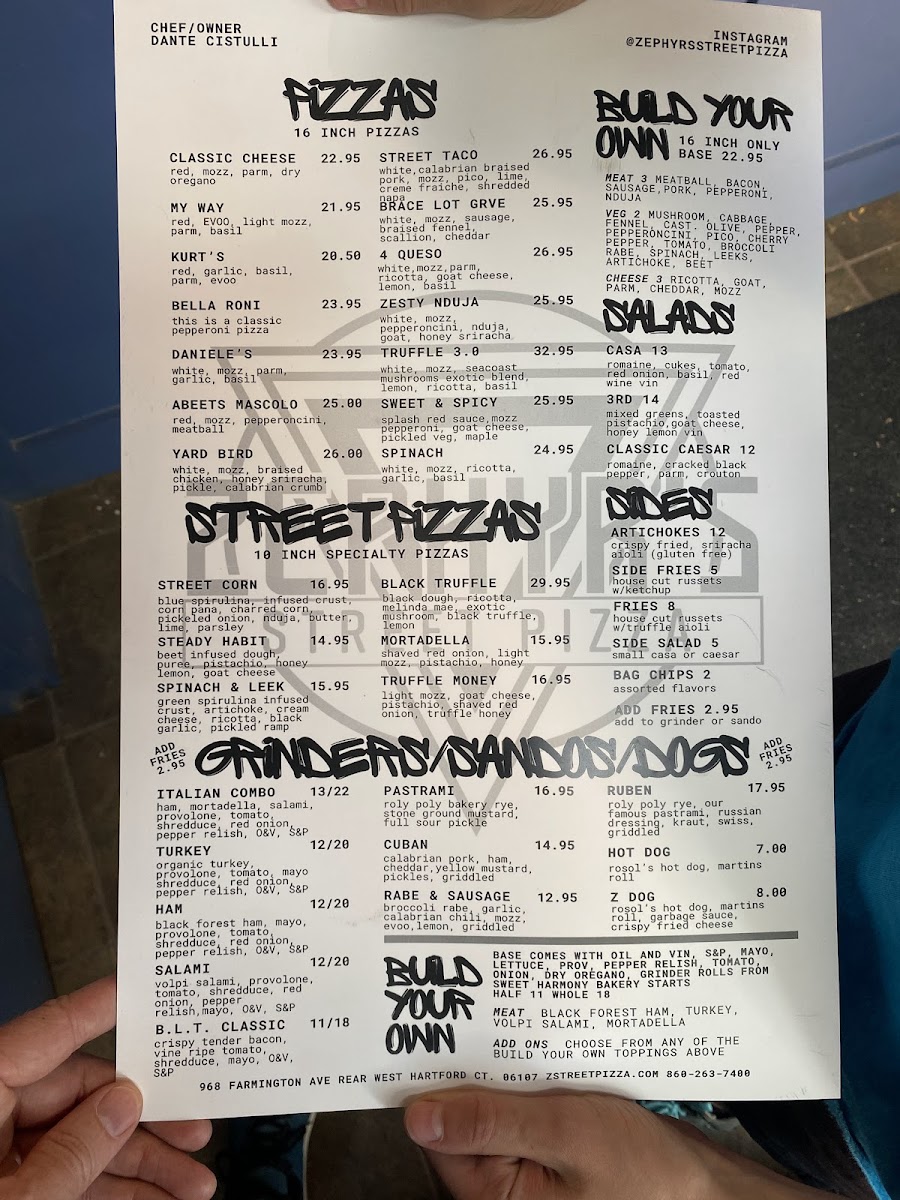 CHEF/OWNER
DANTE CISTULLI
INSTAGRAM
@ZEPHYRSSTREETPIZZA
PIZZAS
16 INCH PIZZAS
CLASSIC CHEESE 22.95
red, mozz, parm, dry
oregano
MY WAY 21.95
red, EVOO, light mozz,
parm, basil
KURT'S 20.50
red, garlic, basil,
parm, evoo
BELLA RONI 23.95
this is a classic
pepperoni pizza
DANIELE'S 23.95
white, mozz, parm,
garlic, basil
ABEETS MASCOLO 25.00
red, mozz, pepperoncini,
meatball
YARD BIRD 26.00
white, mozz, braised
chicken, honey sriracha,
pickle, calabrian crumb
STREET TACO 26.95
white,calabrian braised
pork, mozz, pico, lime,
creme fraiche, shredded
napa
BRACE LOT GRVE 25.95
white, mozz, sausage,
braised fennel,
scallion, cheddar
4 QUESO 26.95
white,mozz,parm,
ricotta, goat cheese,
lemon, basil
ZESTY NDUJA 25.95
white, mozz,
pepperoncini, nduja,
goat, honey sriracha
TRUFFLE 3.0 32.95
white, mozz, seacoast
mushrooms exotic blend,
lemon, ricotta, basil
SWEET & SPICY 25.95
splash red sauce,mozz
pepperoni, goat cheese,
pickled veg, maple
SPINACH 24.95
white, mozz, ricotta,
garlic, basil
BUILD YOUR
OWN 16 INCH ONLY
BASE 22.95
MEAT 3 MEATBALL, BACON,
SAUSAGE,PORK, PEPPERONI,
NDUJA
VEG 2 MUSHROOM, CABBAGE,
FENNEL, CAST. OLIVE, PEPPER,
PEPPERONCINI, PICO, CHERRY
PEPPER, TOMATO, BROCCOLI
RABE, SPINACH, LEEKS,
ARTICHOKE, BEET
CHEESE 3 RICOTTA, GOAT,
PARM, CHEDDAR, MOZZ
SALADS
CASA 13
romaine, cukes, tomato,
red onion, basil, red
wine vin
3RD 14
mixed greens, toasted
pistachio,goat cheese,
honey lemon vin
CLASSIC CAESAR 12
romaine, cracked black
pepper, parm, crouton
SIDES
ARTICHOKES 12
crispy fried, sriracha
aioli (gluten free)
SIDE FRIES 5
house cut russets
w/ketchup
FRIES 8
house cut russets
w/truffle aioli
SIDE SALAD 5
small casa or caesar
BAG CHIPS 2
assorted flavors
ADD FRIES 2.95
add to grinder or sando
ZEPHYRS
STREET PIZZA
STREET PIZZAS
10 INCH SPECIALTY PIZZAS
STREET CORN 16.95
blue spirulina, infused crust,
corn pana, charred corn,
pickeled onion, nduja, butter,
lime, parsley
STEADY HABIT 14.95
beet infused dough,
puree, pistachio, honey
lemon, goat cheese
SPINACH & LEEK 15.95
green spirulina infused
crust, artichoke, cream
cheese, ricotta, black
garlic, pickled ramp
BLACK TRUFFLE 29.95
black dough, ricotta,
melinda mae, exotic
mushroom, black truffle,
lemon
MORTADELLA 15.95
shaved red onion, light
mozz, pistachio, honey
TRUFFLE MONEY 16.95
light mozz, goat cheese,
pistachio, shaved red
onion, truffle honey
ADD
FRIES
2.95
GRINDERS/SANDOS/DOGS
ADD
FRIES
2.95
ITALIAN COMBO 13/22
ham, mortadella, salami,
provolone, tomato,
shredduce, red onion,
pepper relish, O&V, S&P
TURKEY 12/20
organic turkey,
provolone, tomato, mayo
shredduce, red onion,
pepper relish, O&V, S&P
HAM 12/20
black forest ham, mayo,
provolone, tomato,
shredduce, red onion,
pepper relish, O&V, S&P
SALAMI 12/20
volpi salami, provolone,
tomato, shredduce, red
onion, pepper
relish,mayo, O&V, S&P
B.L.T. CLASSIC 11/18
crispy tender bacon,
vine ripe tomato,
shredduce, mayo, O&V,
S&P
PASTRAMI 16.95
roly poly bakery rye,
stone ground mustard,
full sour pickle
CUBAN 14.95
calabrian pork, ham,
cheddar,yellow mustard,
pickles, griddled
RABE & SAUSAGE 12.95
broccoli rabe, garlic,
calabrian chili, mozz,
evoo,lemon, griddled
RUBEN 17.95
roly poly rye, our
famous pastrami, russian
dressing, kraut, swiss,
griddled
HOT DOG 7.00
rosol's hot dog, martins
roll
Z DOG 8.00
rosol's hot dog, martins
roll, garbage sauce,
crispy fried cheese
BUILD
YOUR
OWN
BASE COMES WITH OIL AND VIN, S&P, MAYO,
LETTUCE, PROV, PEPPER RELISH, TOMATO,
ONION, DRY OREGANO, GRINDER ROLLS FROM
SWEET HARMONY BAKERY STARTS
HALF 11 WHOLE 18
MEAT BLACK FOREST HAM, TURKEY,
VOLPI SALAMI, MORTADELLA
ADD ONS CHOOSE FROM ANY OF THE
BUILD YOUR OWN TOPPINGS ABOVE
968 FARMINGTON AVE REAR WEST HARTFORD CT. 06107 ZSTREETPIZZA.COM 860-263-7400